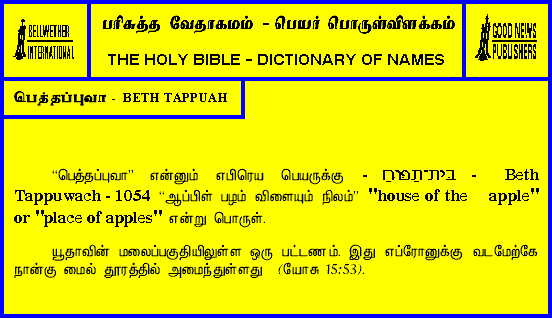 BELLWETHER
INTERNATIONAL
பரிசுத்த வேதாகமம் - பெயர் பொருள்விளக்கம்
THE HOLY BIBLE - DICTIONARY OF NAMES
GOOD NEWS
PUBLISHERS
பெத்தப்புவா - BETH TAPPUAH
“பெத்தப்புவா” என்னும் எபிரெய பெயருக்கு - בית־תפוח - Beth
Tappuwach - 1054 “ஆப்பிள் பழம் விளையும் நிலம்” "house of the apple"
or "place of apples" என்று பொருள்.
யூதாவின் மலைப்பகுதியிலுள்ள ஒரு பட்டணம். இது எப்ரோனுக்கு வடமேற்கே
நான்கு மைல் தூரத்தில் அமைந்துள்ளது (யோசு 15:53).